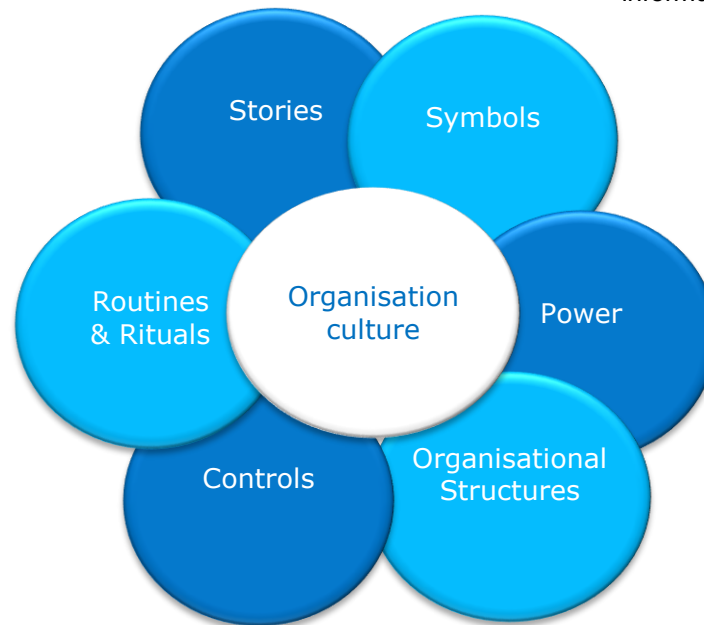 Stories
Symbols
Routines
& Rituals
Organisation
culture
Power
Controls
Organisational
Structures